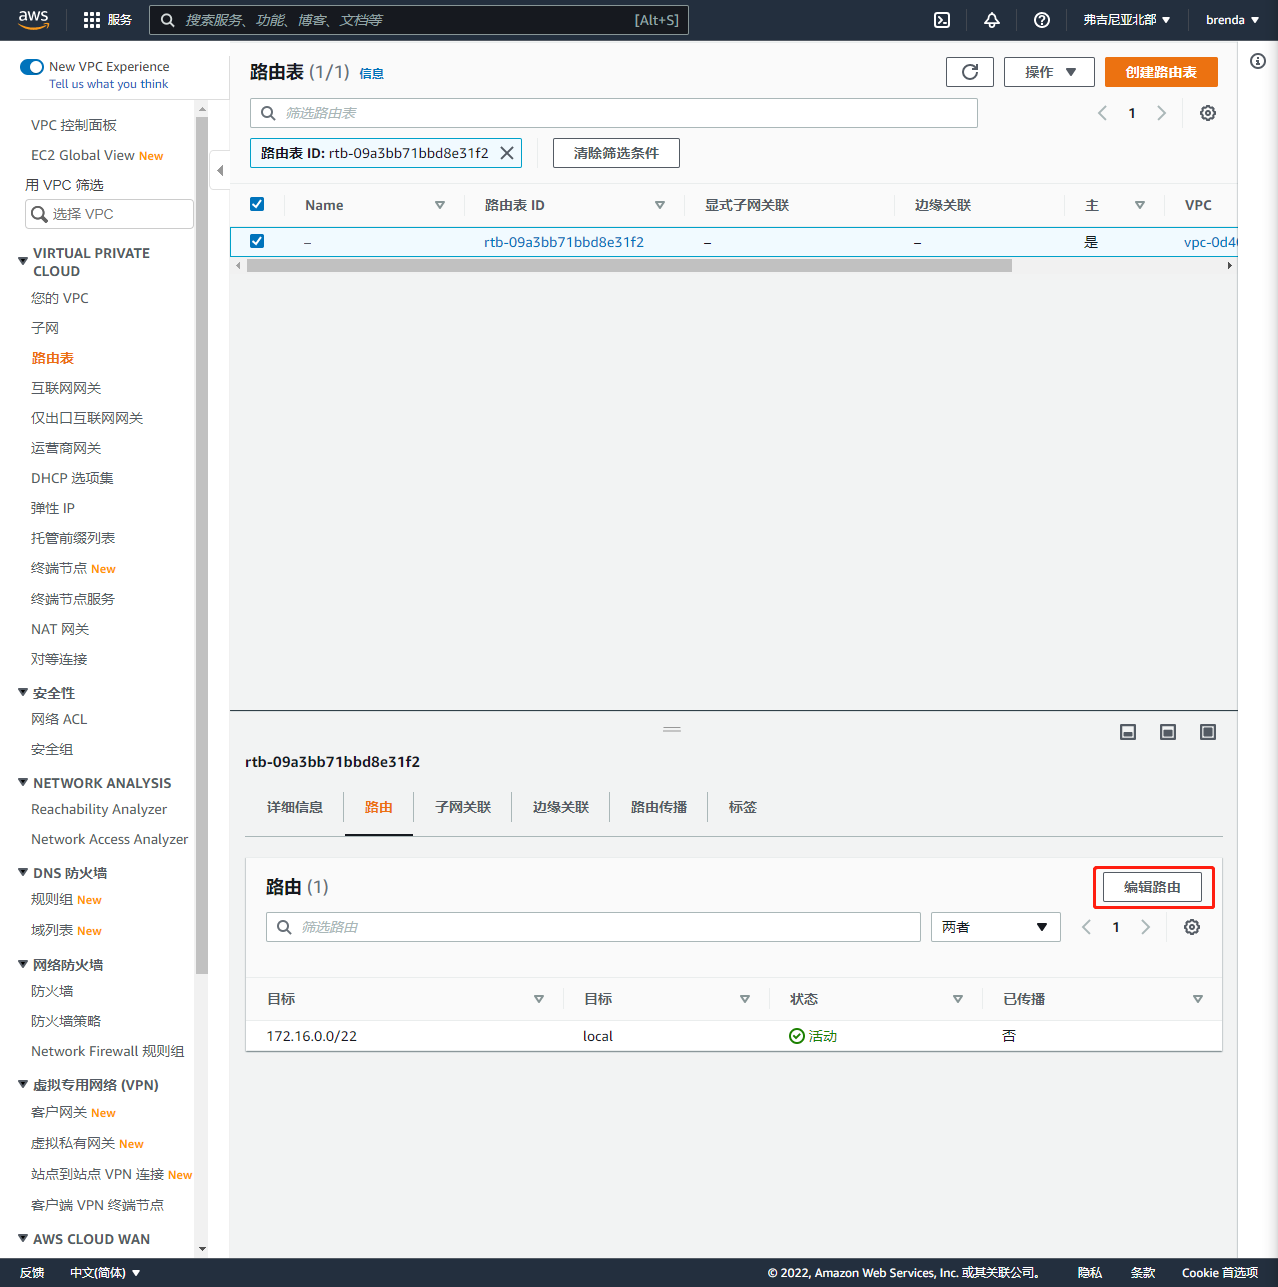 aws 服务 搜索服务、功能、博客、文档等 [Alt+S] 弗吉尼亚北部 brenda
New VPC Experience
Tell us what you think
VPC 控制面板
EC2 Global View New
用 VPC 筛选
选择 VPC
VIRTUAL PRIVATE
CLOUD
您的 VPC
子网
路由表
互联网网关
仅出口互联网网关
运营商网关
DHCP 选项集
弹性 IP
托管前缀列表
终端节点 New
终端节点服务
NAT 网关
对等连接
安全性
网络 ACL
安全组
NETWORK ANALYSIS
Reachability Analyzer
Network Access Analyzer
DNS 防火墙
规则组 New
域列表 New
网络防火墙
防火墙
防火墙策略
Network Firewall 规则组
虚拟专用网络 (VPN)
客户网关 New
虚拟私有网关 New
站点到站点 VPN 连接 New
客户端 VPN 终端节点
AWS CLOUD WAN
路由表 (1/1) 信息 操作 创建路由表
筛选路由表 1
路由表 ID: rtb-09a3bb71bbd8e31f2 清除筛选条件
Name 路由表 ID 显式子网关联 边缘关联 主 VPC
– rtb-09a3bb71bbd8e31f2 – – 是 vpc-0d4
rtb-09a3bb71bbd8e31f2
详细信息 路由 子网关联 边缘关联 路由传播 标签
路由 (1) 编辑路由
筛选路由 两者 1
目标 目标 状态 已传播
172.16.0.0/22 local 活动 否
反馈 中文(简体) © 2022, Amazon Web Services, Inc. 或其关联公司。 隐私 条款 Cookie 首选项